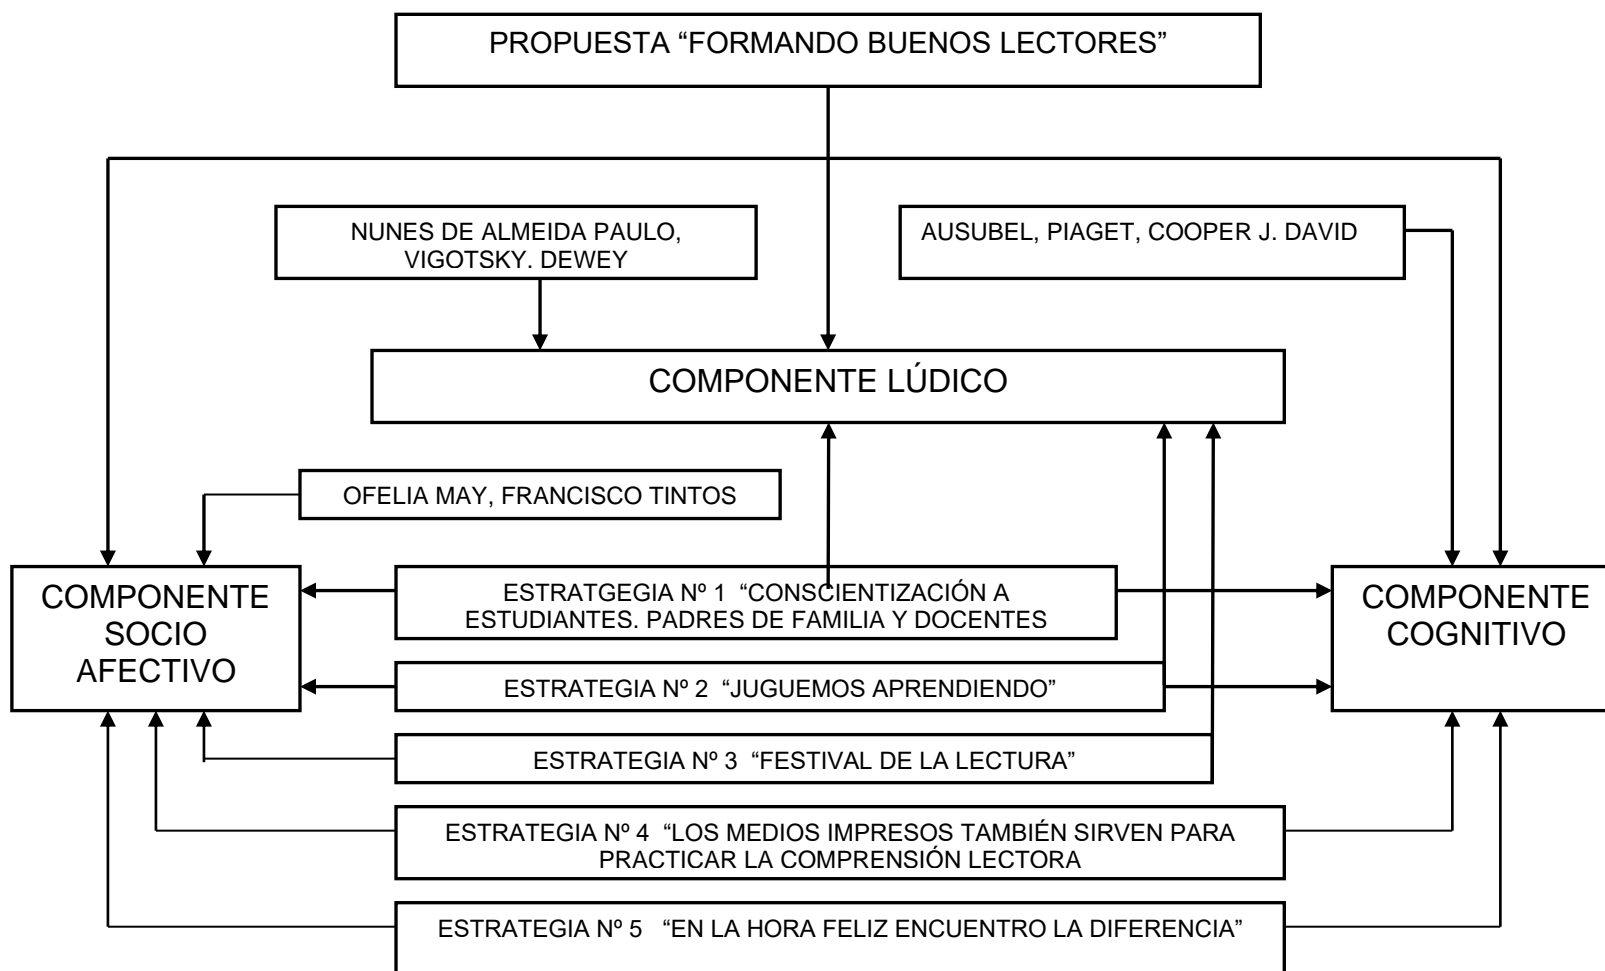 PROPUESTA “FORMANDO BUENOS LECTORES”
NUNES DE ALMEIDA PAULO,
VIGOTSKY. DEWEY
AUSUBEL, PIAGET, COOPER J. DAVID
COMPONENTE LÚDICO
OFELIA MAY, FRANCISCO TINTOS
COMPONENTE
SOCIO
AFECTIVO
ESTRATGEGIA Nº 1 “CONSCIENTIZACIÓN A
ESTUDIANTES. PADRES DE FAMILIA Y DOCENTES
COMPONENTE
COGNITIVO
ESTRATEGIA Nº 2 “JUGUEMOS APRENDIENDO”
ESTRATEGIA Nº 3 “FESTIVAL DE LA LECTURA”
ESTRATEGIA Nº 4 “LOS MEDIOS IMPRESOS TAMBIÉN SIRVEN PARA
PRACTICAR LA COMPRENSIÓN LECTORA
ESTRATEGIA Nº 5 “EN LA HORA FELIZ ENCUENTRO LA DIFERENCIA”